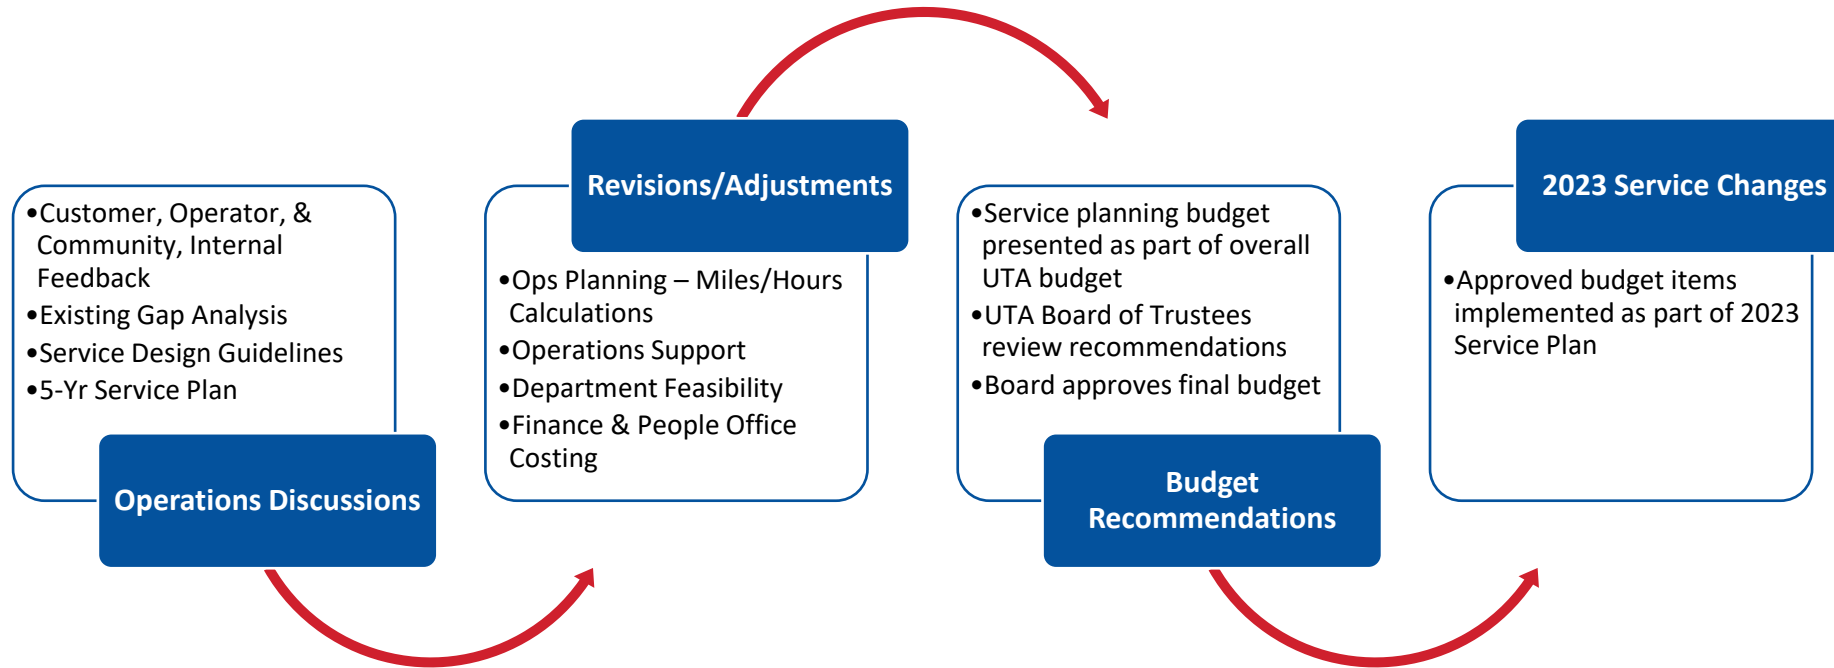 •Customer, Operator, &
Community, Internal
Feedback
•Existing Gap Analysis
•Service Design Guidelines
•5-Yr Service Plan
Operations Discussions
Revisions/Adjustments
•Ops Planning – Miles/Hours
Calculations
•Operations Support
•Department Feasibility
•Finance & People Office
Costing
•Service planning budget
presented as part of overall
UTA budget
•UTA Board of Trustees
review recommendations
•Board approves final budget
Budget
Recommendations
2023 Service Changes
•Approved budget items
implemented as part of 2023
Service Plan